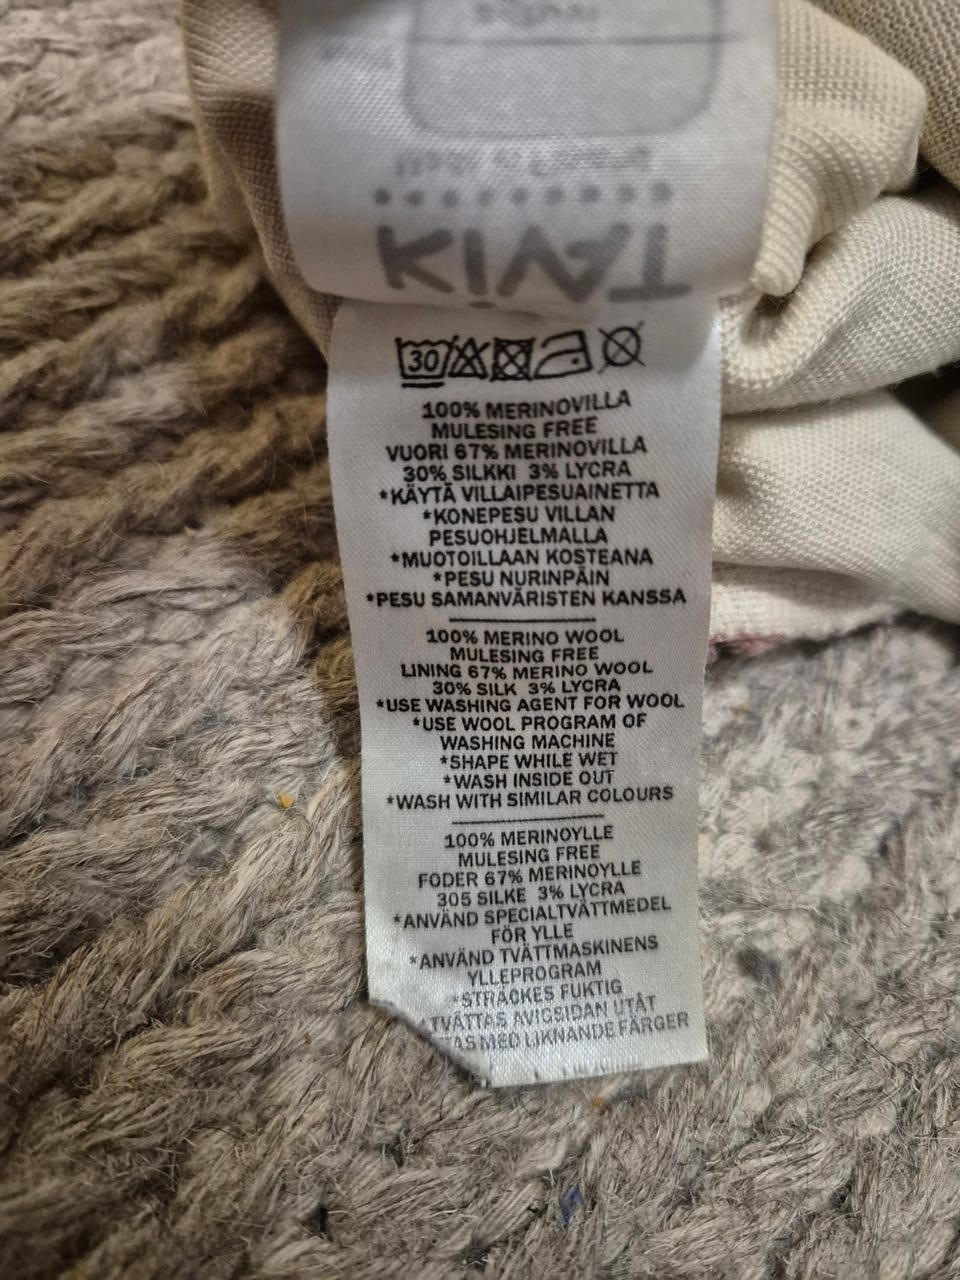 30
100% MERINOVILLA
MULESING FREE
VUORI 67% MERINOVILLA
30% SILKKI 3% LYCRA
*KÄYTÄ VILLAIPESUAINETTA
*KONEPESU VILLAN
PESUOHJELMALLA
*MUOTOILLAAN KOSTEANA
*PESU NURINPÄIN
*PESU SAMANVÄRISTEN KANSSA
100% MERINO WOOL
MULESING FREE
LINING 67% MERINO WOOL
30% SILK 3% LYCRA
*USE WASHING AGENT FOR WOOL
*USE WOOL PROGRAM OF
WASHING MACHINE
*SHAPE WHILE WET
*WASH INSIDE OUT
*WASH WITH SIMILAR COLOURS
100% MERINOYLLE
MULESING FREE
FODER 67% MERINOYLLE
305 SILKE 3% LYCRA
*ANVÄND SPECIALTVÄTTMEDEL
FÖR YLLE
*ANVÄND TVÄTTMASKINENS
YLLEPROGRAM
*STRÄCKES FUKTIG
TVÄTTAS AVIGSIDAN UTÅT
TAS MED LIKNANDE FÄRGER